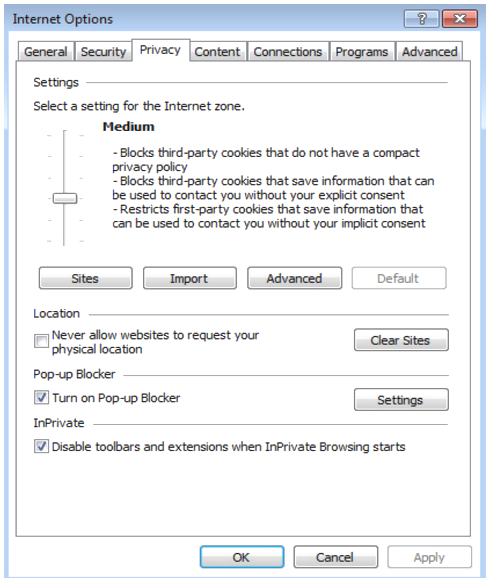 Internet Options
General Security Privacy Content Connections Programs Advanced
Settings
Select a setting for the Internet zone.
Medium
- Blocks third-party cookies that do not have a compact
privacy policy
- Blocks third-party cookies that save information that can
be used to contact you without your explicit consent
- Restricts first-party cookies that save information that
can be used to contact you without your implicit consent
Sites Import Advanced Default
Location
Never allow websites to request your
physical location
Clear Sites
Pop-up Blocker
Turn on Pop-up Blocker
Settings
InPrivate
Disable toolbars and extensions when InPrivate Browsing starts
OK Cancel Apply